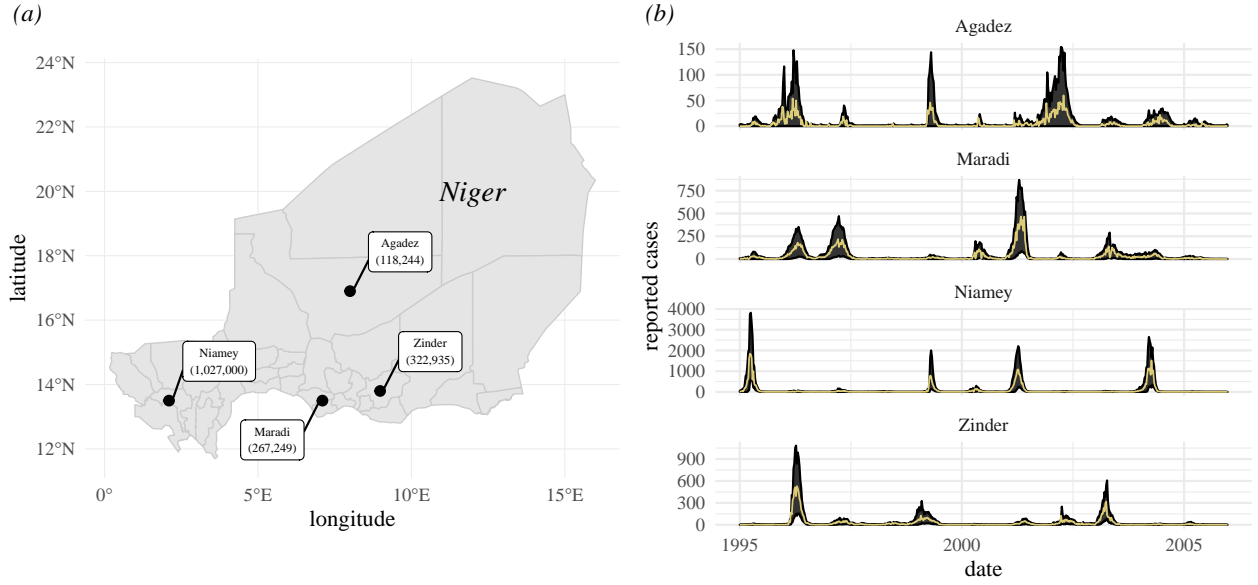 (a)
24°N
22°N
20°N
18°N
16°N
14°N
12°N
latitude
Niger
Agadez
(118,244)
Zinder
(322,935)
Niamey
(1,027,000)
Maradi
(267,249)
0°
5°E
10°E
15°E
longitude
(b)
reported cases
Agadez
150
100
50
0
Maradi
750
500
250
0
Niamey
4000
3000
2000
1000
0
Zinder
900
600
300
0
1995
2000
2005
date